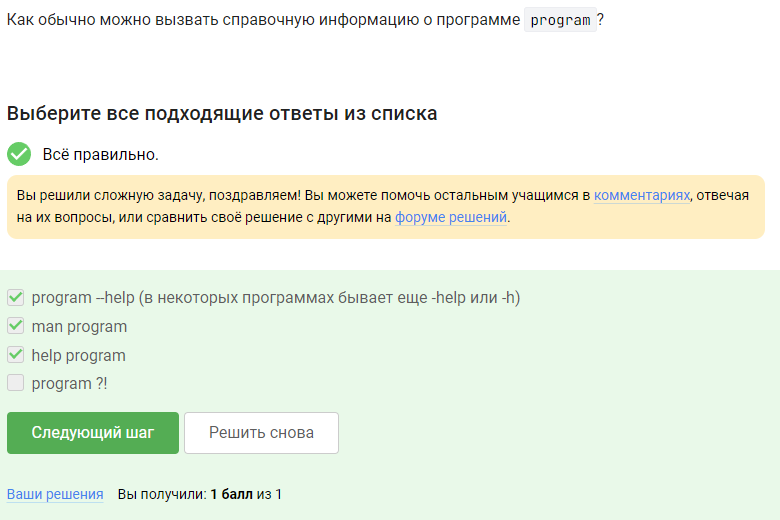 Как обычно можно вызвать справочную информацию о программе program?
Выберите все подходящие ответы из списка
Всё правильно.
Вы решили сложную задачу, поздравляем! Вы можете помочь остальным учащимся в комментариях, отвечая
на их вопросы, или сравнить своё решение с другими на форуме решений.
program --help (в некоторых программах бывает еще -help или -h)
man program
help program
program ?!
Следующий шаг
Решить снова
Ваши решения Вы получили: 1 балл из 1